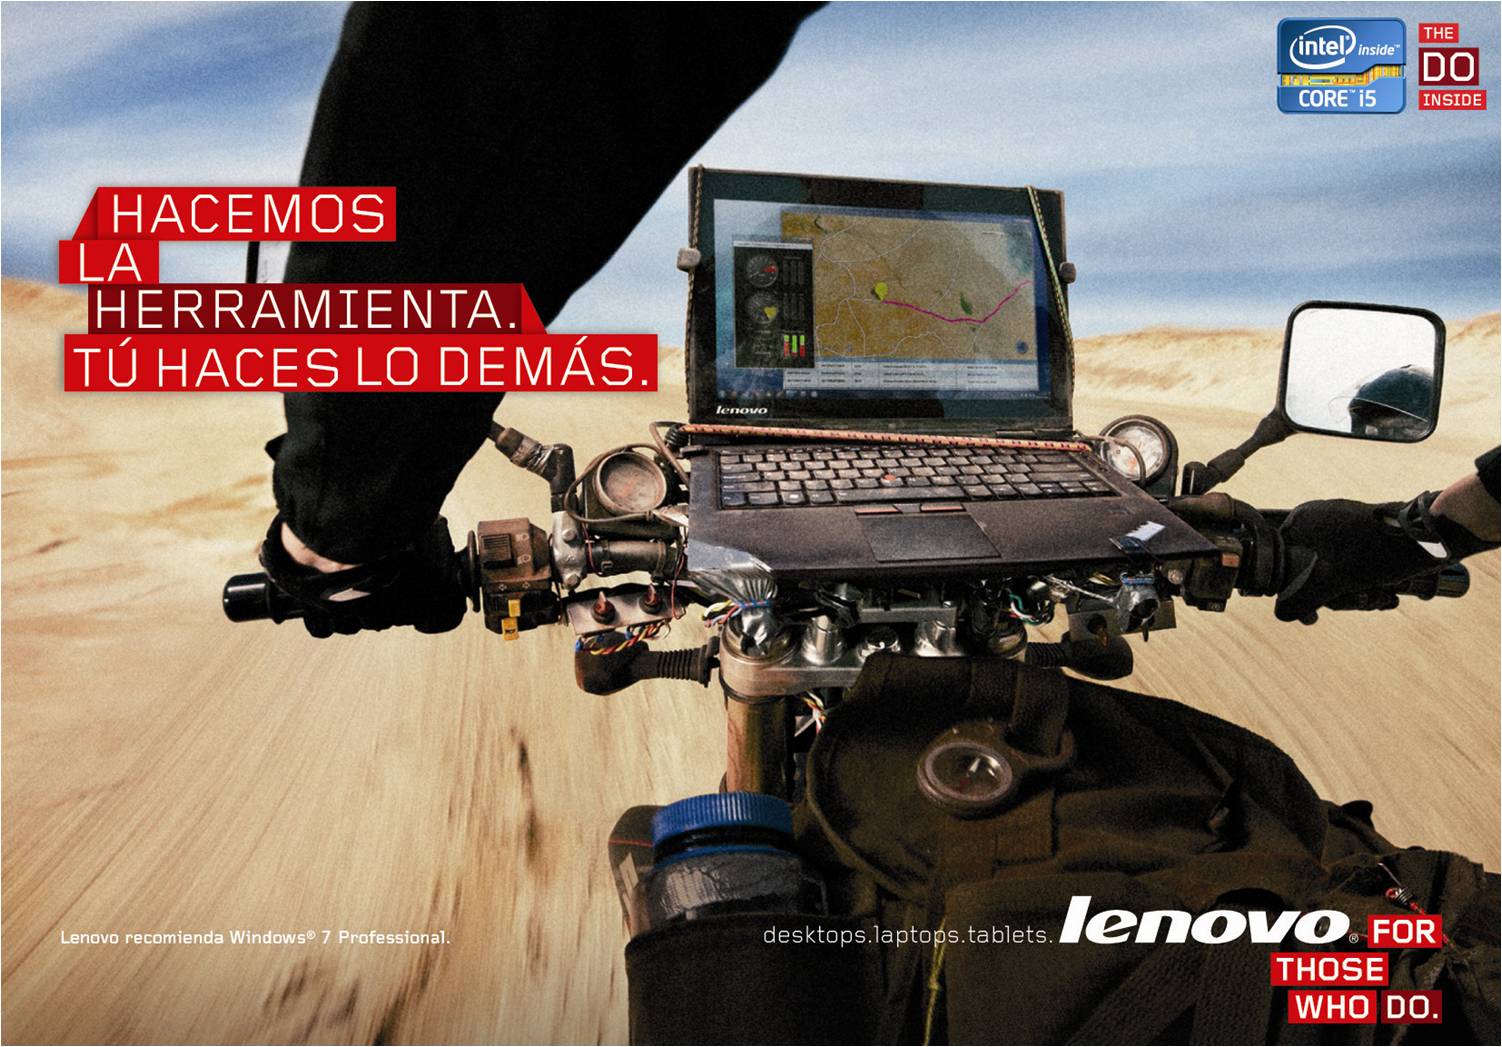 intel inside™
CORE™ i5
THE
DO
INSIDE
HACEMOS
LA
HERRAMIENTA.
TÚ HACES LO DEMÁS.
lenovo
Lenovo recomienda Windows® 7 Professional.
desktops.laptops.tablets. lenovo® FOR
THOSE
WHO DO.